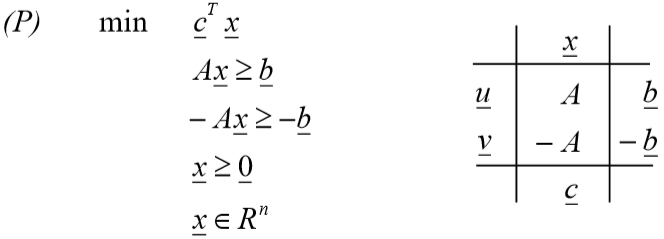 (P) min c^T x
Ax ≥ b
– Ax ≥ –b
x ≥ 0
x ∈ R^n
x
u A b
v – A – b
c